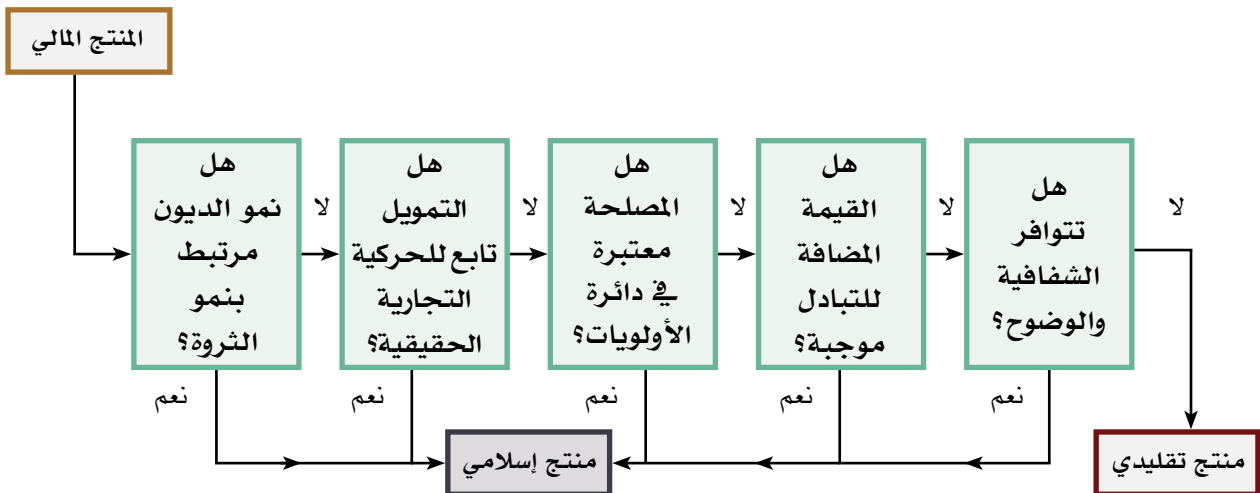 المنتج المالي
هل
نمو الديون
مرتبط
بنمو
الثروة؟
لا
نعم
هل
التمويل
تابع للحركية
التجارية
الحقيقية؟
لا
نعم
هل
المصلحة
معتبرة
في دائرة
الأولويات؟
لا
نعم
هل
القيمة
المضافة
للتبادل
موجبة؟
لا
نعم
هل
تتوافر
الشفافية
والوضوح؟
لا
نعم
منتج إسلامي
منتج تقليدي